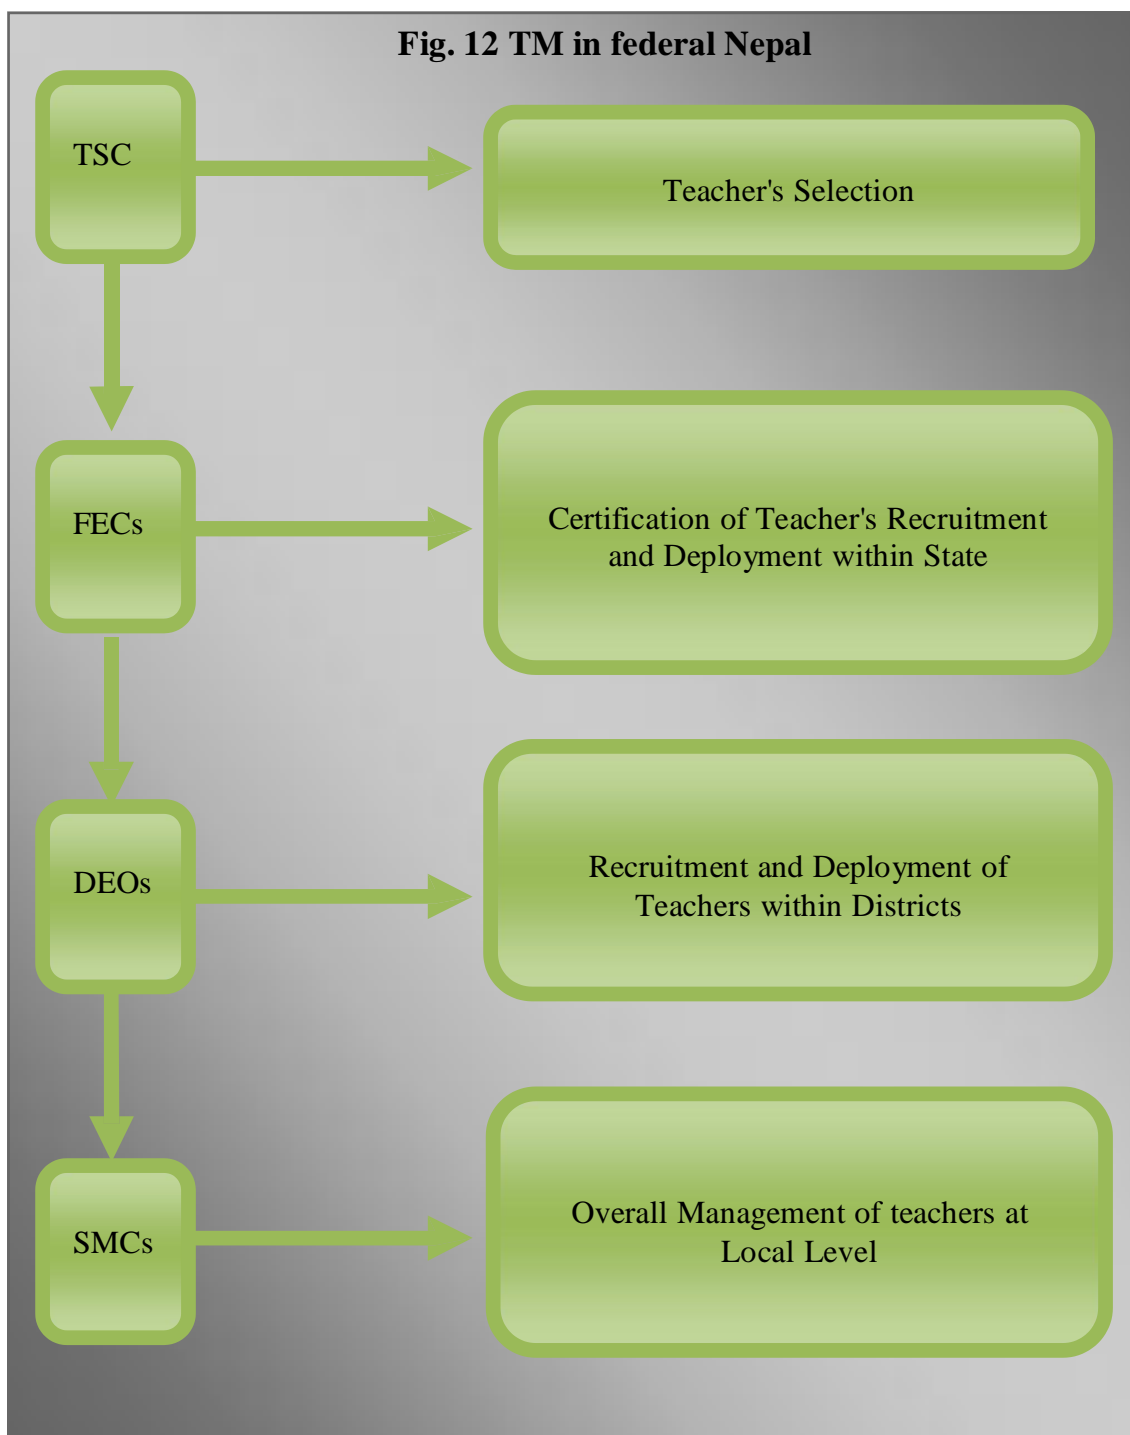 Fig. 12 TM in federal Nepal
TSC
Teacher's Selection
FECs
Certification of Teacher's Recruitment
and Deployment within State
DEOs
Recruitment and Deployment of
Teachers within Districts
SMCs
Overall Management of teachers at
Local Level